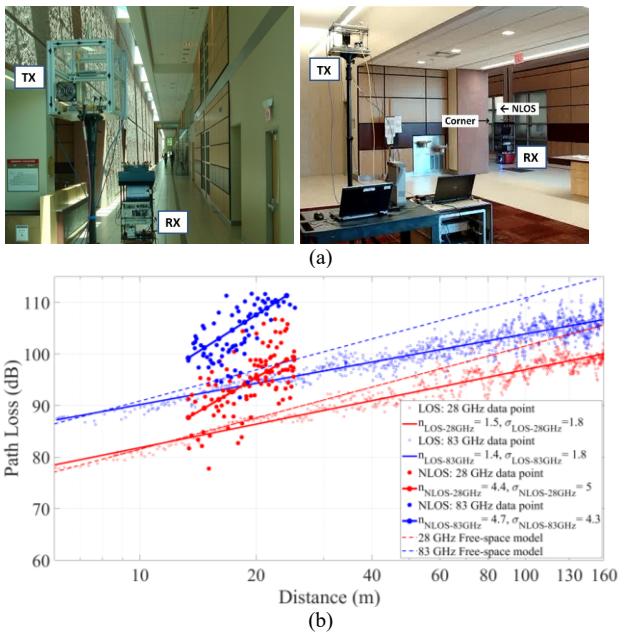 TX
RX
TX
← NLOS
Corner
RX
(a)
Path Loss (dB)
110
100
90
80
70
60
LOS: 28 GHz data point
n_LOS-28GHz = 1.5, σ_LOS-28GHz =1.8
LOS: 83 GHz data point
n_LOS-83GHz = 1.4, σ_LOS-83GHz = 1.8
NLOS: 28 GHz data point
n_NLOS-28GHz = 4.4, σ_NLOS-28GHz = 5
NLOS: 83 GHz data point
n_NLOS-83GHz = 4.7, σ_NLOS-83GHz = 4.3
28 GHz Free-space model
83 GHz Free-space model
10 20 40 60 80 100 130 160
Distance (m)
(b)